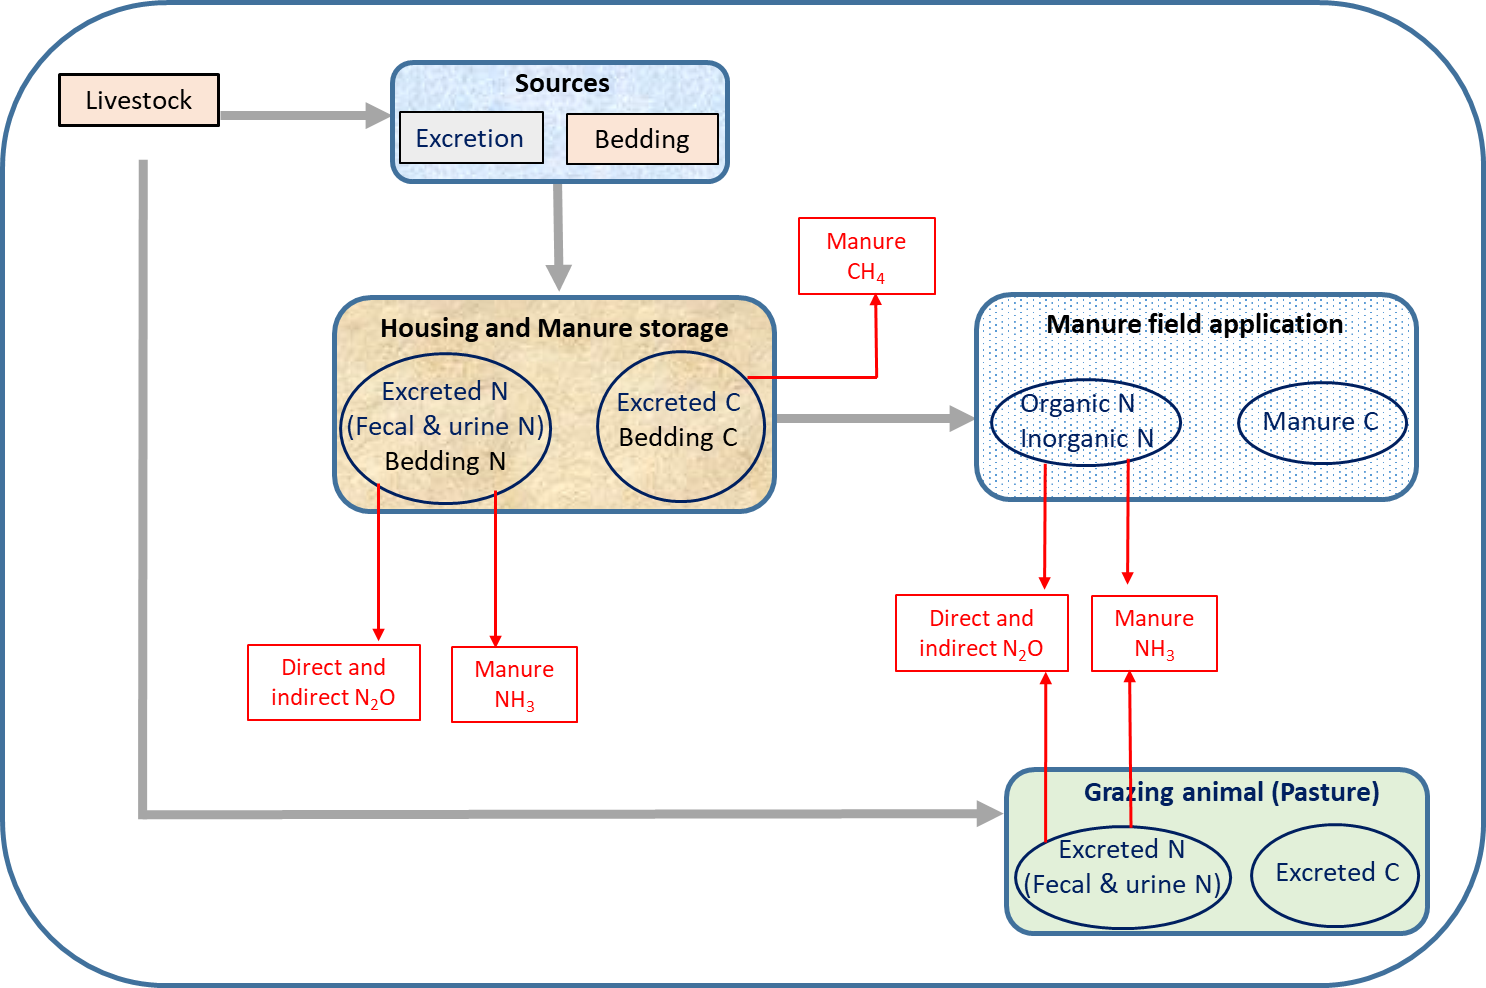 Livestock
Sources
Excretion
Bedding
Manure
CH₄
Housing and Manure storage
Excreted N
(Fecal & urine N)
Bedding N
Excreted C
Bedding C
Manure field application
Organic N
Inorganic N
Manure C
Direct and
indirect N₂O
Manure
NH₃
Direct and
indirect N₂O
Manure
NH₃
Grazing animal (Pasture)
Excreted N
(Fecal & urine N)
Excreted C